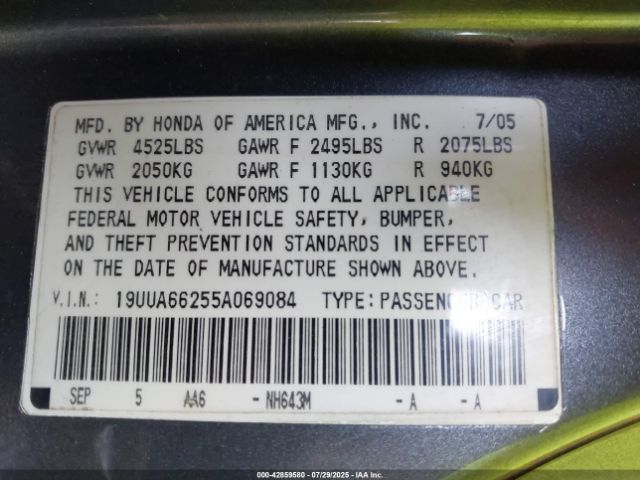 MFD. BY HONDA OF AMERICA MFG., INC. 7/05
GVWR 4525LBS GAWR F 2495LBS R 2075LBS
GVWR 2050KG GAWR F 1130KG R 940KG
THIS VEHICLE CONFORMS TO ALL APPLICABLE
FEDERAL MOTOR VEHICLE SAFETY, BUMPER,
AND THEFT PREVENTION STANDARDS IN EFFECT
ON THE DATE OF MANUFACTURE SHOWN ABOVE.
V.I.N.: 19UUA66255A069084 TYPE: PASSENGER CAR
SEP 5 AA6 - NH643M - A - A
000-42859580 | 07/29/2025 | IAA Inc.